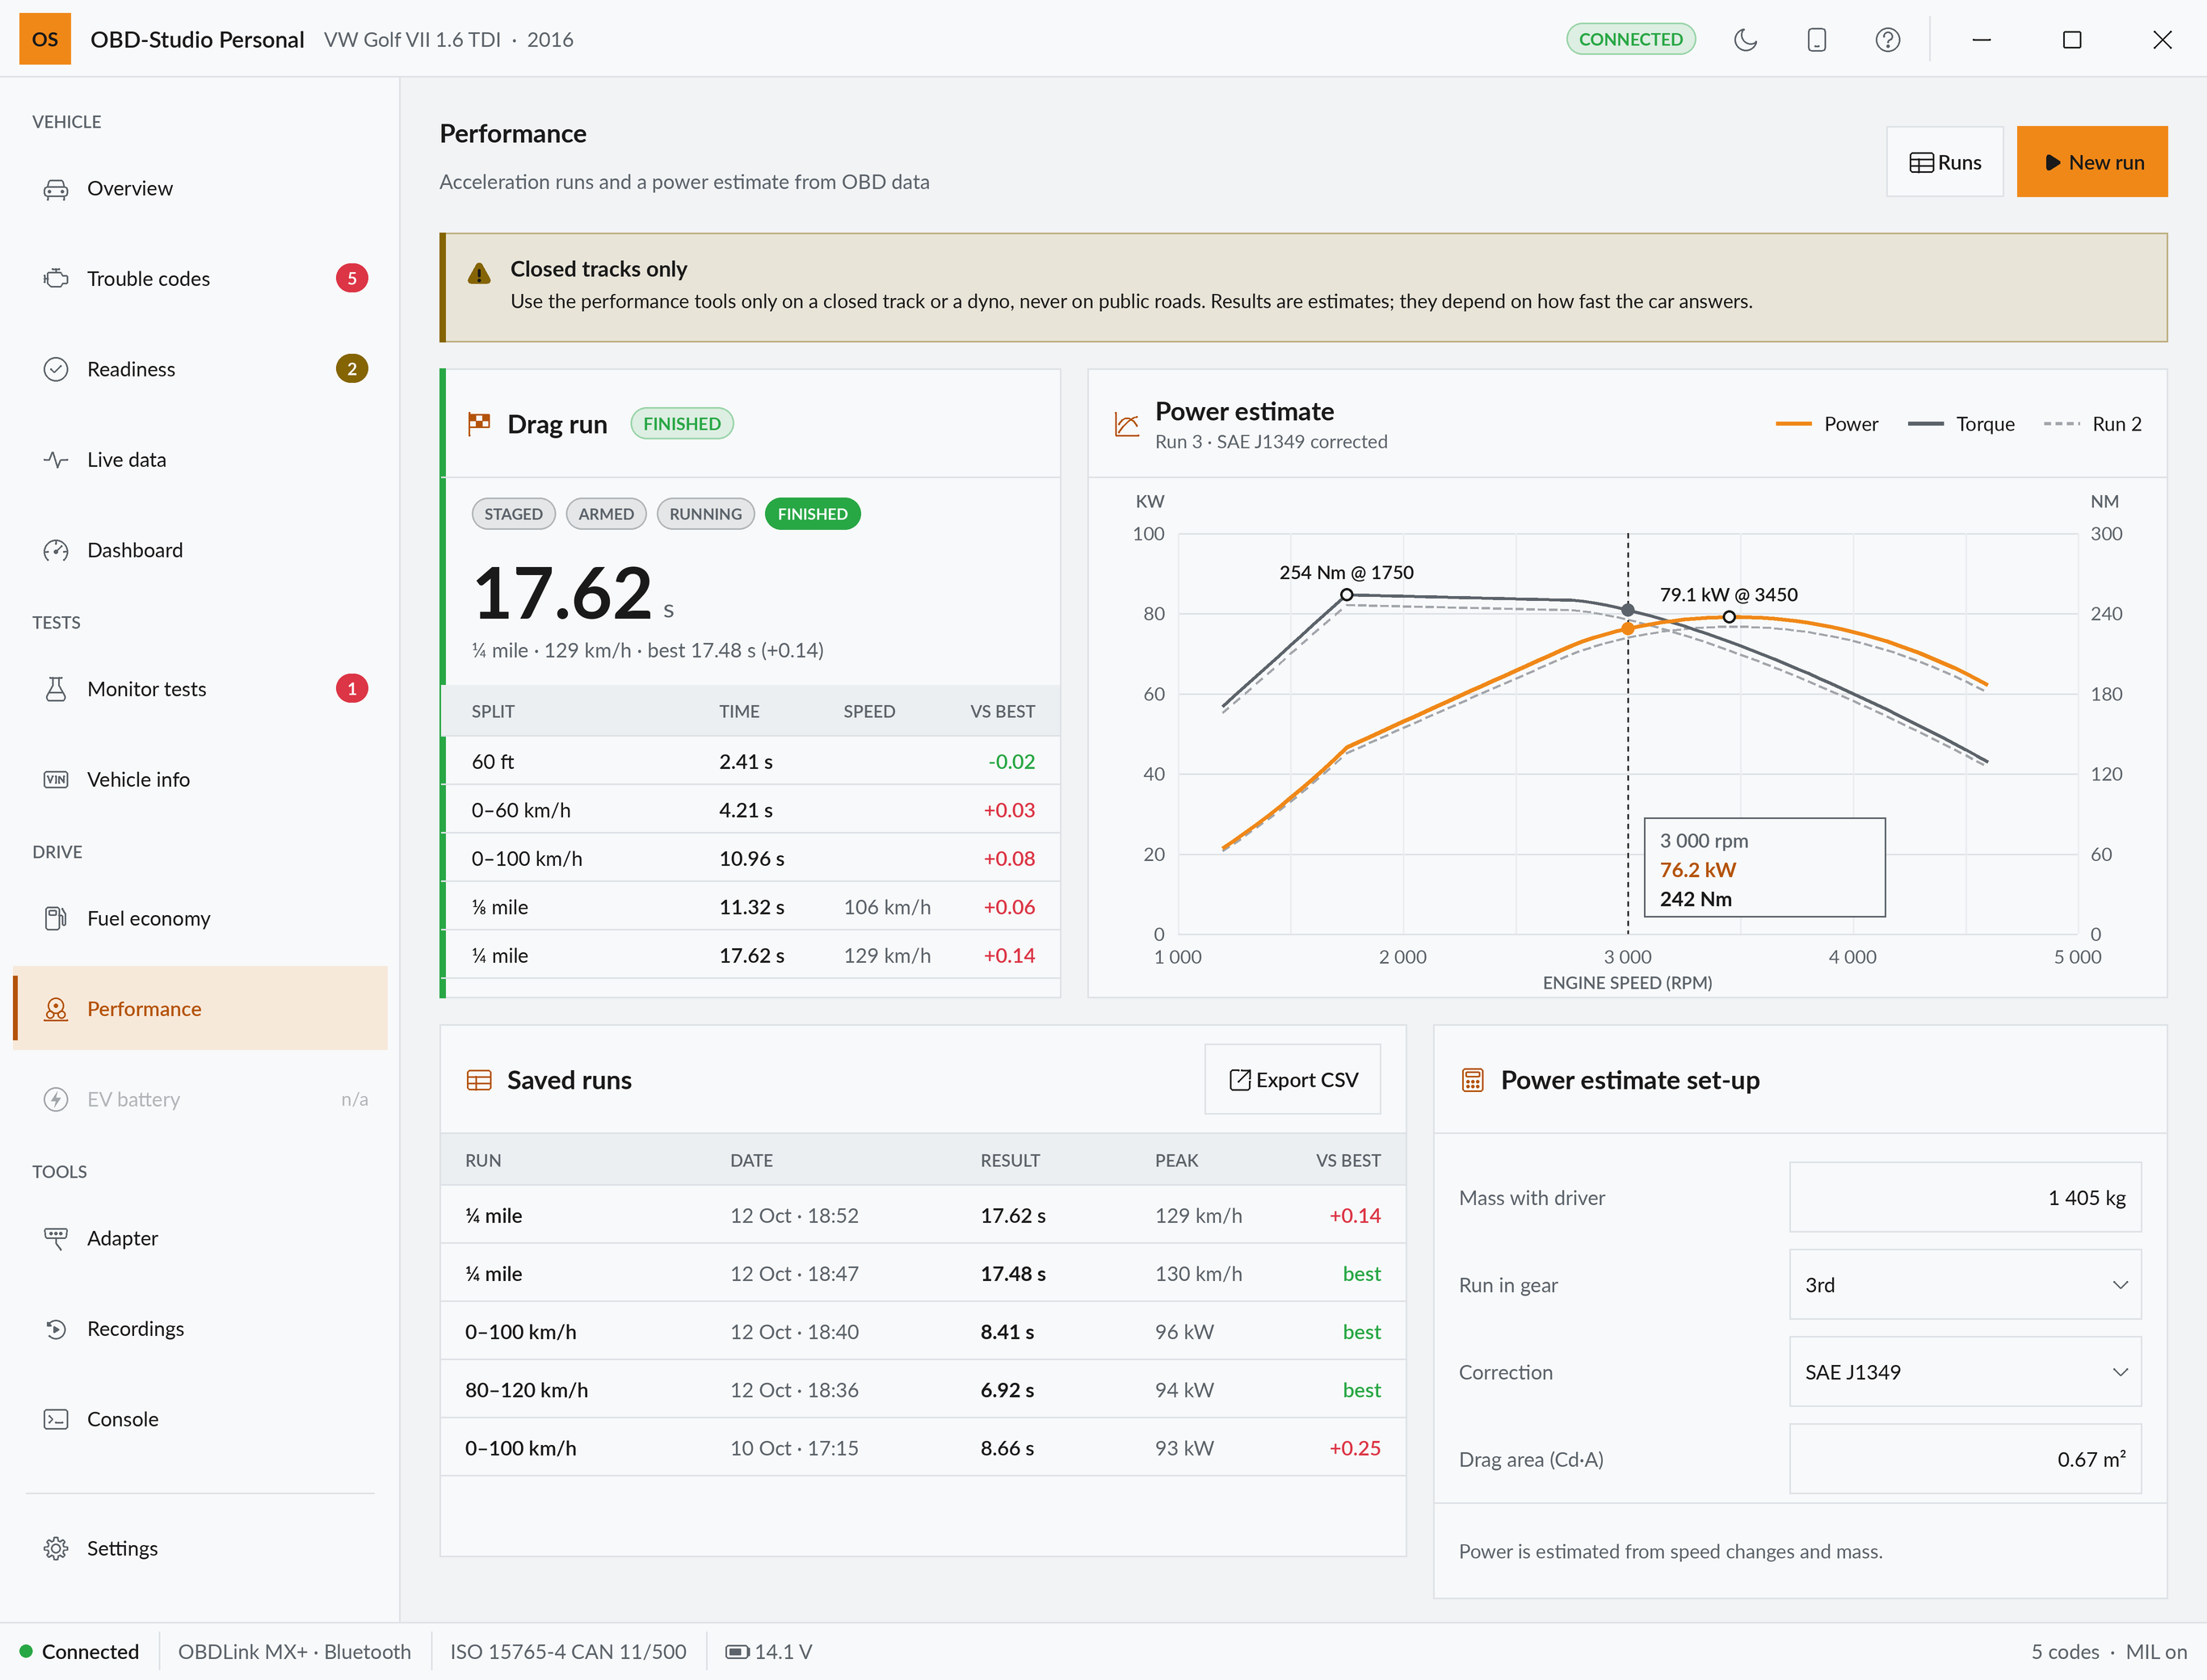 OS OBD-Studio Personal VW Golf VII 1.6 TDI · 2016 CONNECTED
VEHICLE
Overview
Trouble codes 5
Readiness 2
Live data
Dashboard
TESTS
Monitor tests 1
VIN Vehicle info
DRIVE
Fuel economy
Performance
EV battery n/a
TOOLS
Adapter
Recordings
Console
Settings
Performance
Acceleration runs and a power estimate from OBD data
Runs New run
Closed tracks only
Use the performance tools only on a closed track or a dyno, never on public roads. Results are estimates; they depend on how fast the car answers.
Drag run FINISHED
STAGED ARMED RUNNING FINISHED
17.62 s
¼ mile · 129 km/h · best 17.48 s (+0.14)
SPLIT TIME SPEED VS BEST
60 ft 2.41 s -0.02
0–60 km/h 4.21 s +0.03
0–100 km/h 10.96 s +0.08
⅛ mile 11.32 s 106 km/h +0.06
¼ mile 17.62 s 129 km/h +0.14
Power estimate
Run 3 · SAE J1349 corrected
Power Torque Run 2
KW NM
100 300
254 Nm @ 1750
79.1 kW @ 3450
80 240
60 180
40 120
3 000 rpm
20 60
76.2 kW
242 Nm
0 0
1 000 2 000 3 000 4 000 5 000
ENGINE SPEED (RPM)
Saved runs Export CSV
RUN DATE RESULT PEAK VS BEST
¼ mile 12 Oct · 18:52 17.62 s 129 km/h +0.14
¼ mile 12 Oct · 18:47 17.48 s 130 km/h best
0–100 km/h 12 Oct · 18:40 8.41 s 96 kW best
80–120 km/h 12 Oct · 18:36 6.92 s 94 kW best
0–100 km/h 10 Oct · 17:15 8.66 s 93 kW +0.25
Power estimate set-up
Mass with driver 1 405 kg
Run in gear 3rd
Correction SAE J1349
Drag area (Cd·A) 0.67 m²
Power is estimated from speed changes and mass.
Connected OBDLink MX+ · Bluetooth ISO 15765-4 CAN 11/500 14.1 V 5 codes · MIL on